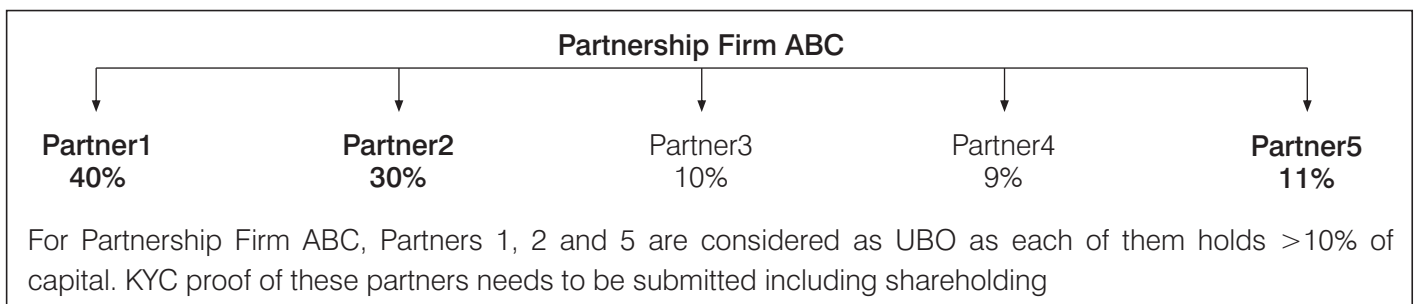 Partnership Firm ABC
Partner1 Partner2 Partner3 Partner4 Partner5
40% 30% 10% 9% 11%
For Partnership Firm ABC, Partners 1, 2 and 5 are considered as UBO as each of them holds >10% of
capital. KYC proof of these partners needs to be submitted including shareholding